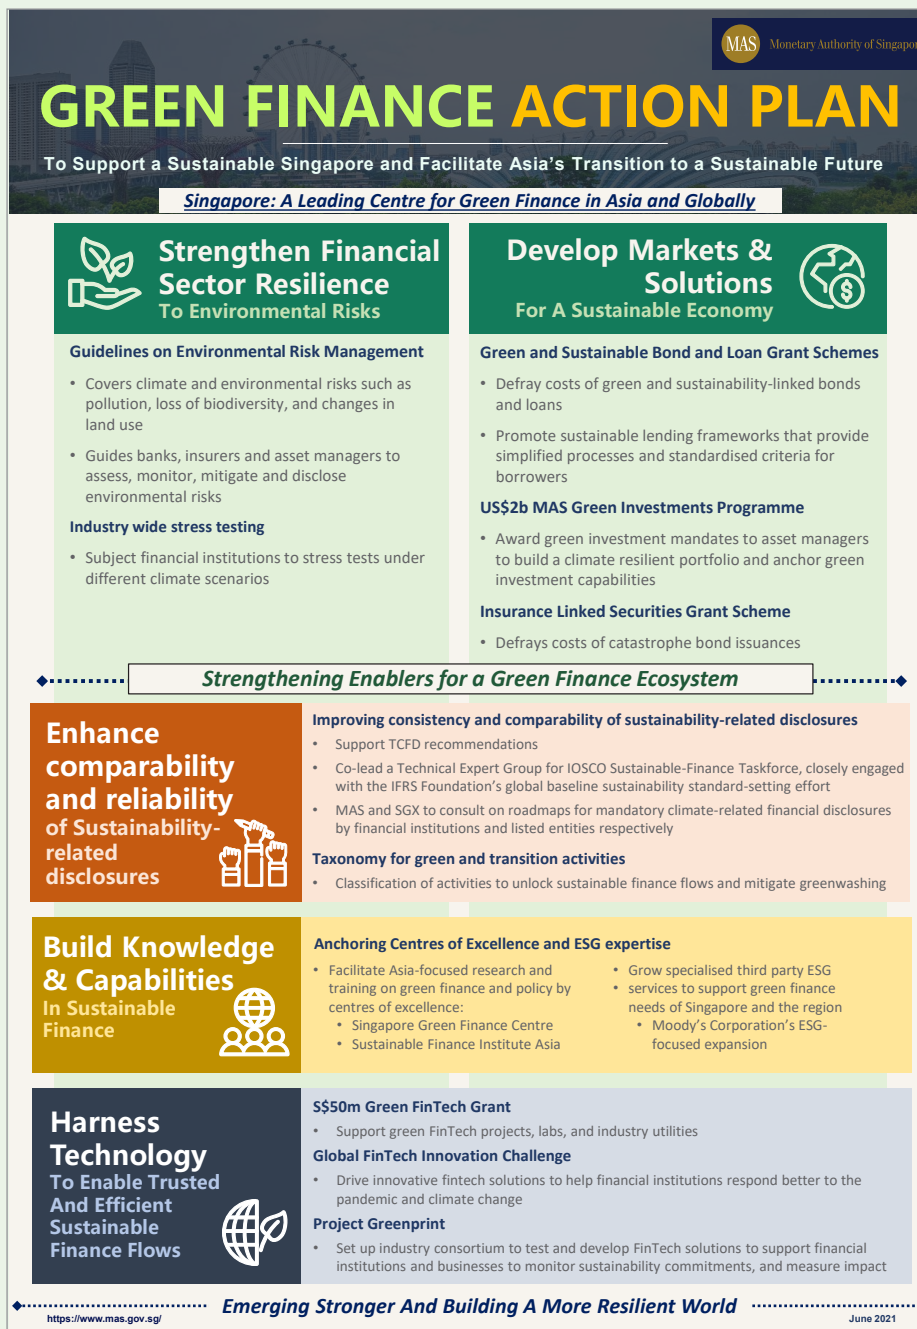 MAS Monetary Authority of Singapor
GREEN FINANCE ACTION PLAN
To Support a Sustainable Singapore and Facilitate Asia's Transition to a Sustainable Future
Singapore: A Leading Centre for Green Finance in Asia and Globally
Strengthen Financial
Sector Resilience
To Environmental Risks
Guidelines on Environmental Risk Management
• Covers climate and environmental risks such as
pollution, loss of biodiversity, and changes in
land use
• Guides banks, insurers and asset managers to
assess, monitor, mitigate and disclose
environmental risks
Industry wide stress testing
• Subject financial institutions to stress tests under
different climate scenarios
Develop Markets &
Solutions
For A Sustainable Economy
$
Green and Sustainable Bond and Loan Grant Schemes
• Defray costs of green and sustainability-linked bonds
and loans
• Promote sustainable lending frameworks that provide
simplified processes and standardised criteria for
borrowers
US$2b MAS Green Investments Programme
• Award green investment mandates to asset managers
to build a climate resilient portfolio and anchor green
investment capabilities
Insurance Linked Securities Grant Scheme
• Defrays costs of catastrophe bond issuances
Strengthening Enablers for a Green Finance Ecosystem
Enhance
comparability
and reliability
of Sustainability-
related
disclosures
Improving consistency and comparability of sustainability-related disclosures
• Support TCFD recommendations
• Co-lead a Technical Expert Group for IOSCO Sustainable-Finance Taskforce, closely engaged
with the IFRS Foundation's global baseline sustainability standard-setting effort
• MAS and SGX to consult on roadmaps for mandatory climate-related financial disclosures
by financial institutions and listed entities respectively
Taxonomy for green and transition activities
• Classification of activities to unlock sustainable finance flows and mitigate greenwashing
Build Knowledge
& Capabilities
In Sustainable
Finance
Anchoring Centres of Excellence and ESG expertise
• Facilitate Asia-focused research and
training on green finance and policy by
centres of excellence:
• Singapore Green Finance Centre
• Sustainable Finance Institute Asia
• Grow specialised third party ESG
• services to support green finance
needs of Singapore and the region
• Moody's Corporation's ESG-
focused expansion
Harness
Technology
To Enable Trusted
And Efficient
Sustainable
Finance Flows
S$50m Green FinTech Grant
• Support green FinTech projects, labs, and industry utilities
Global FinTech Innovation Challenge
• Drive innovative fintech solutions to help financial institutions respond better to the
pandemic and climate change
Project Greenprint
• Set up industry consortium to test and develop FinTech solutions to support financial
institutions and businesses to monitor sustainability commitments, and measure impact
Emerging Stronger And Building A More Resilient World
https://www.mas.gov.sg/
June 2021